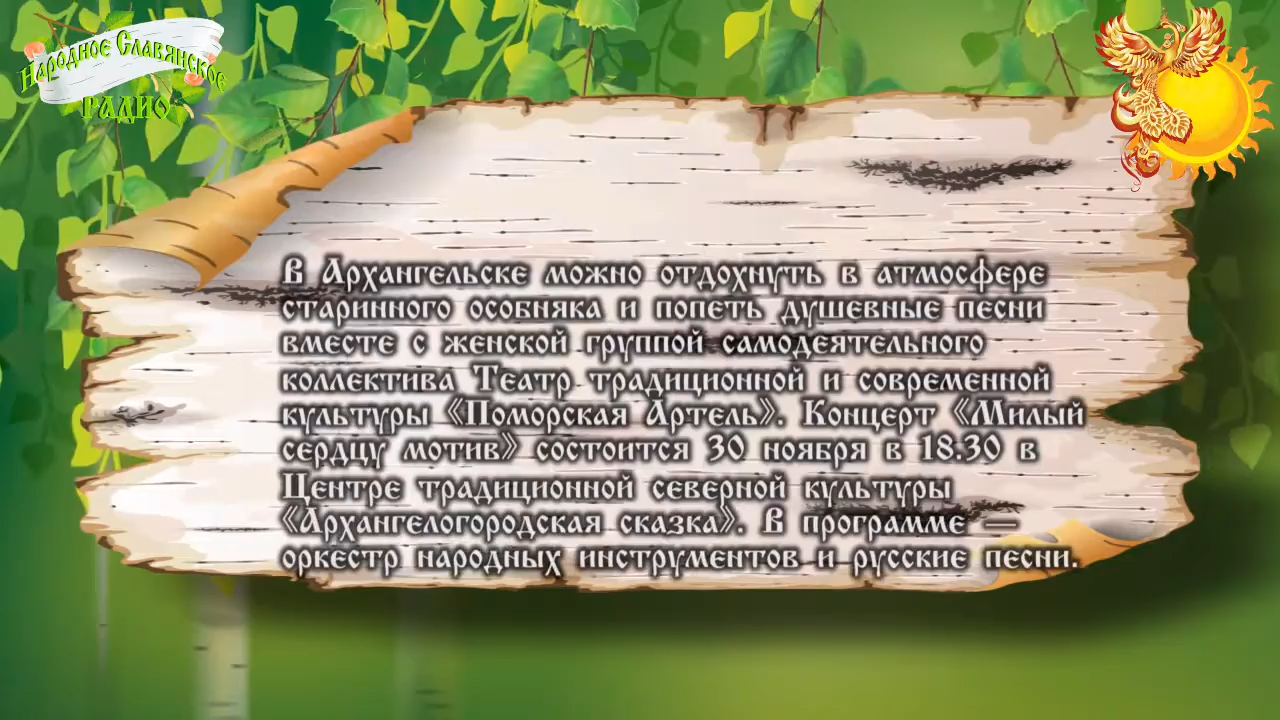 Народное Славянское
РАДИО
В Архангельске можно отдохнуть в атмосфере
старинного особняка и попеть душевные песни
вместе с женской группой самодеятельного
коллектива Театр традиционной и современной
культуры «Поморская Артель». Концерт «Милый
сердцу мотив» состоится 30 ноября в 18.30 в
Центре традиционной северной культуры
«Архангелогородская сказка». В программе —
оркестр народных инструментов и русские песни.